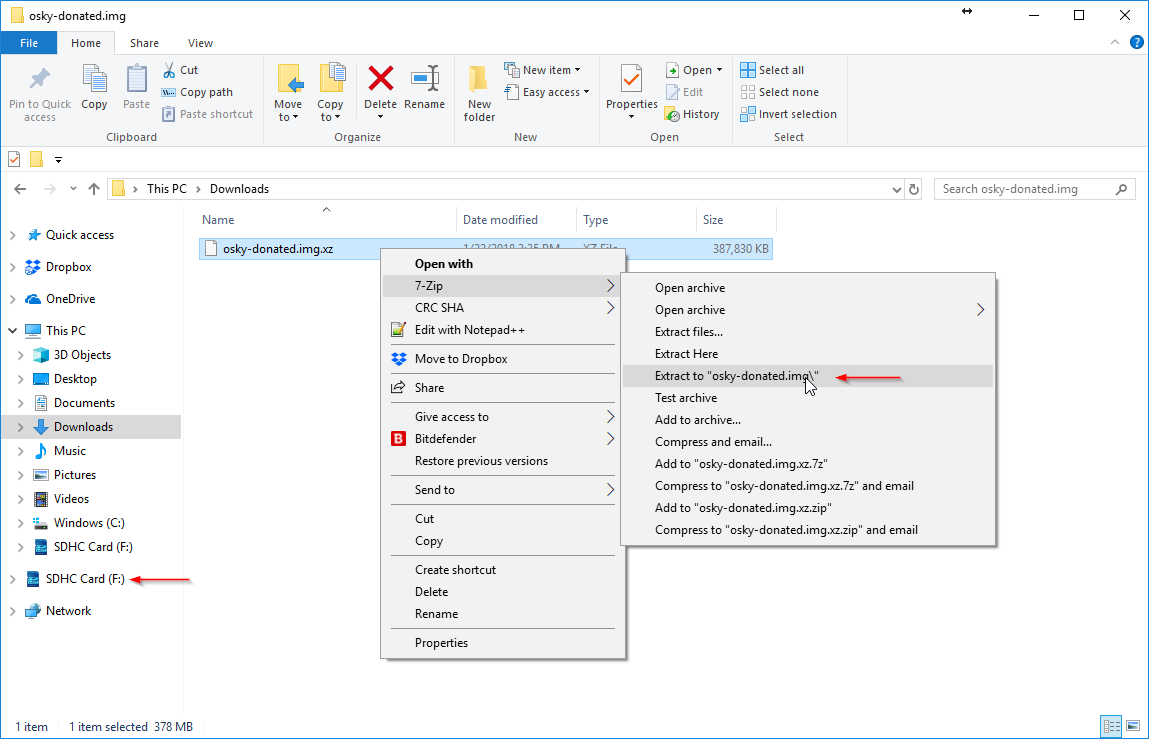 osky-donated.img
File Home Share View
Pin to Quick access
Copy
Paste
Cut
Copy path
Paste shortcut
Clipboard
Move to
Copy to
Delete
Rename
Organize
New folder
New item
Easy access
New
Properties
Open
Edit
History
Open
Select all
Select none
Invert selection
Select
This PC > Downloads
Search osky-donated.img
Name Date modified Type Size
osky-donated.img.xz 1/22/2018 2:25 PM XZ File 387,830 KB
Quick access
Dropbox
OneDrive
This PC
3D Objects
Desktop
Documents
Downloads
Music
Pictures
Videos
Windows (C:)
SDHC Card (F:)
SDHC Card (F:)
Network
Open with
7-Zip
CRC SHA
Edit with Notepad++
Move to Dropbox
Share
Give access to
B Bitdefender
Restore previous versions
Send to
Cut
Copy
Create shortcut
Delete
Rename
Properties
Open archive
Open archive
Extract files...
Extract Here
Extract to "osky-donated.img\"
Test archive
Add to archive...
Compress and email...
Add to "osky-donated.img.xz.7z"
Compress to "osky-donated.img.xz.7z" and email
Add to "osky-donated.img.xz.zip"
Compress to "osky-donated.img.xz.zip" and email
1 item 1 item selected 378 MB